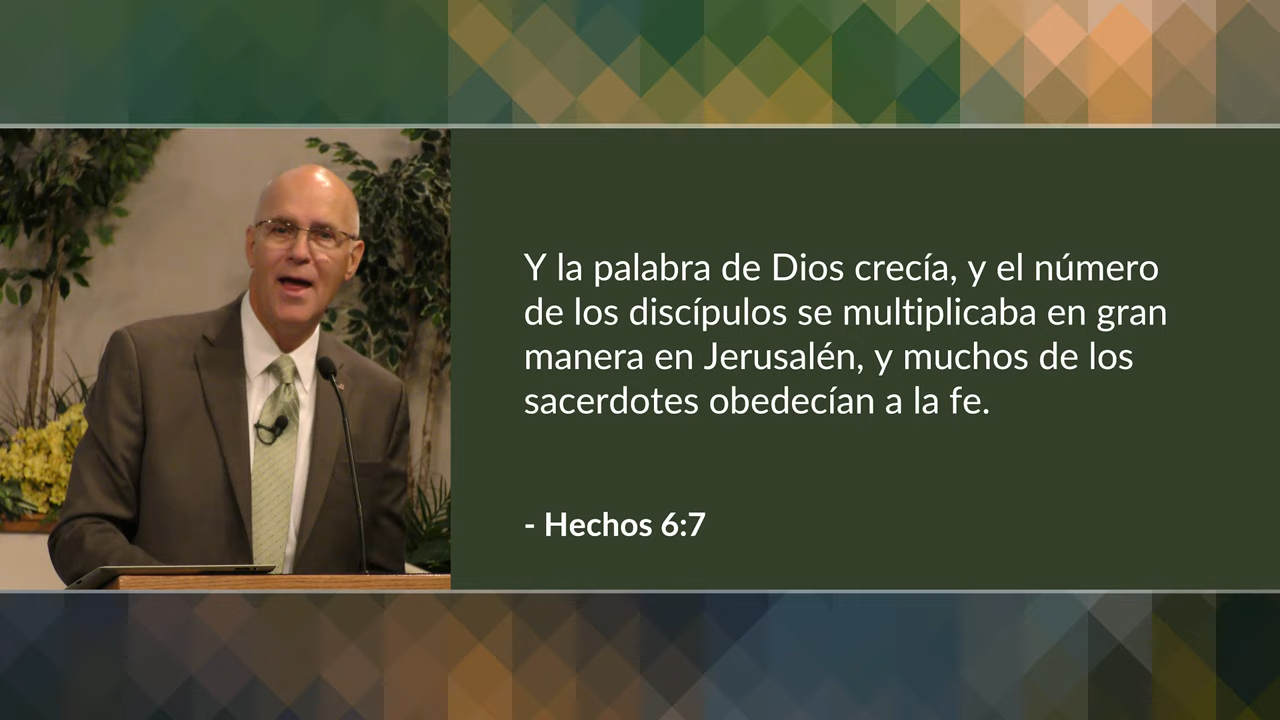 Y la palabra de Dios crecía, y el número
de los discípulos se multiplicaba en gran
manera en Jerusalén, y muchos de los
sacerdotes obedecían a la fe.
- Hechos 6:7